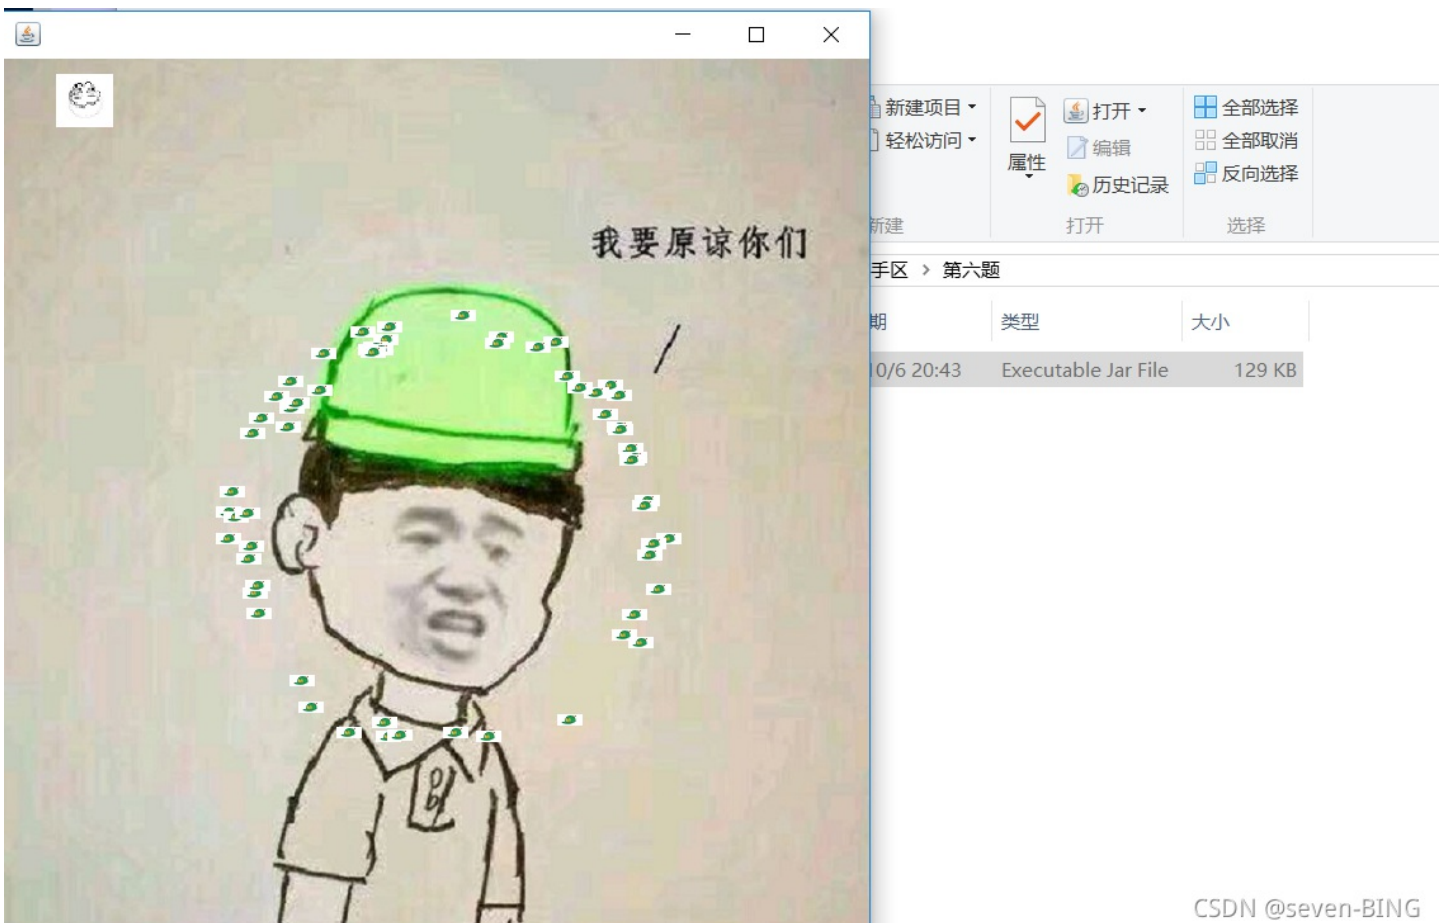 我要原谅你们
新建项目
轻松访问
新建
属性
打开
编辑
历史记录
打开
全部选择
全部取消
反向选择
选择
手区 › 第六题
期 类型 大小
10/6 20:43 Executable Jar File 129 KB
CSDN @seven-BING